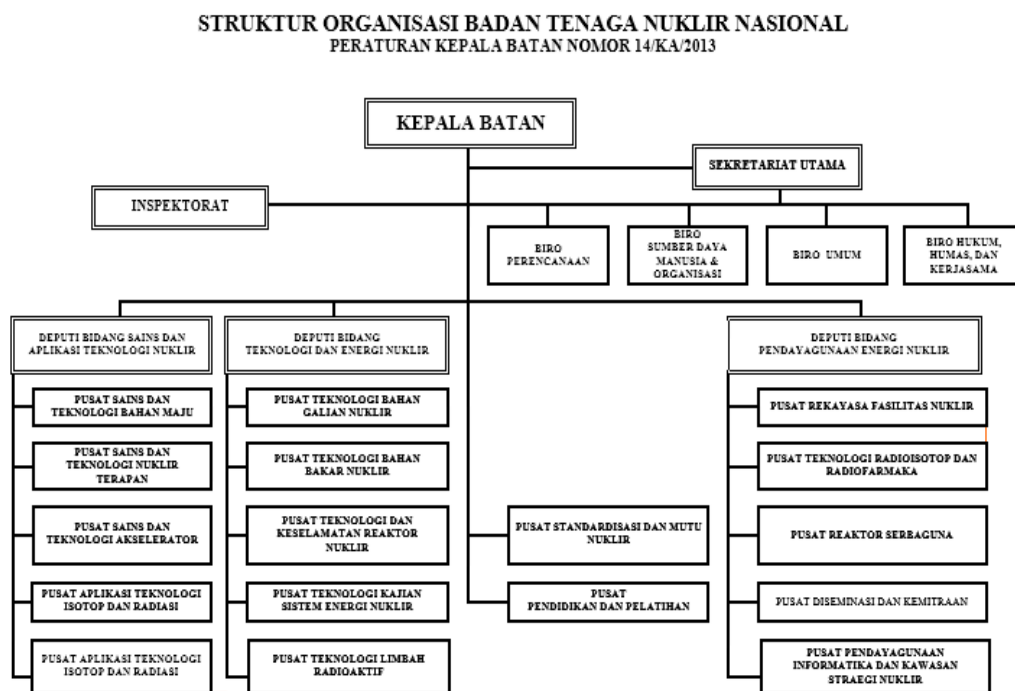 STRUKTUR ORGANISASI BADAN TENAGA NUKLIR NASIONAL
PERATURAN KEPALA BATAN NOMOR 14/KA/2013
KEPALA BATAN
SEKRETARIAT UTAMA
INSPEKTORAT
BIRO
PERENCANAAN
BIRO
SUMBER DAYA
MANUSIA &
ORGANISASI
BIRO UMUM
BIRO HUKUM,
HUMAS, DAN
KERJASAMA
DEPUTI BIDANG SAINS DAN
APLIKASI TEKNOLOGI NUKLIR
PUSAT SAINS DAN
TEKNOLOGI BAHAN MAJU
PUSAT SAINS DAN
TEKNOLOGI NUKLIR
TERAPAN
PUSAT SAINS DAN
TEKNOLOGI AKSELERATOR
PUSAT APLIKASI TEKNOLOGI
ISOTOP DAN RADIASI
PUSAT APLIKASI TEKNOLOGI
ISOTOP DAN RADIASI
DEPUTI BIDANG
TEKNOLOGI DAN ENERGI NUKLIR
PUSAT TEKNOLOGI BAHAN
GALIAN NUKLIR
PUSAT TEKNOLOGI BAHAN
BAKAR NUKLIR
PUSAT TEKNOLOGI DAN
KESELAMATAN REAKTOR
NUKLIR
PUSAT TEKNOLOGI KAJIAN
SISTEM ENERGI NUKLIR
PUSAT TEKNOLOGI LIMBAH
RADIOAKTIF
PUSAT STANDARDISASI DAN MUTU
NUKLIR
PUSAT
PENDIDIKAN DAN PELATIHAN
DEPUTI BIDANG
PENDAYAGUNAAN ENERGI NUKLIR
PUSAT REKAYASA FASILITAS NUKLIR
PUSAT TEKNOLOGI RADIOISOTOP DAN
RADIOFARMAKA
PUSAT REAKTOR SERBAGUNA
PUSAT DISEMINASI DAN KEMITRAAN
PUSAT PENDAYAGUNAAN
INFORMATIKA DAN KAWASAN
STRAEGI NUKLIR